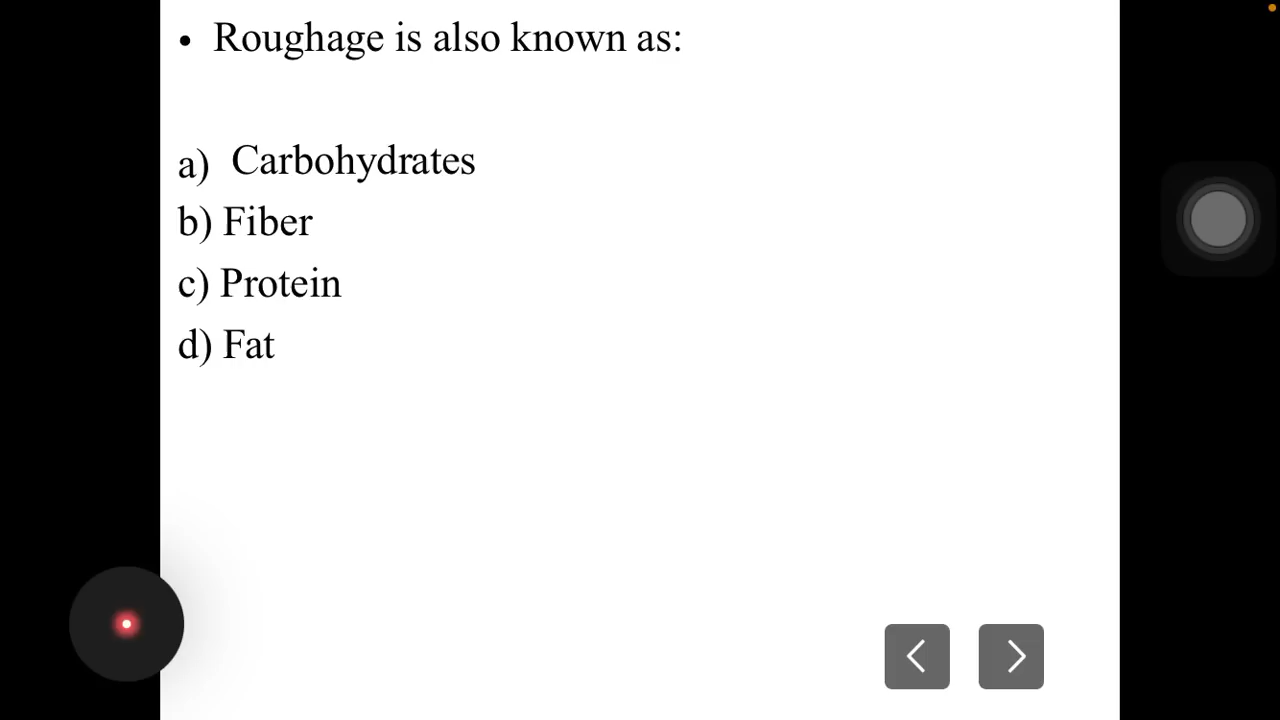 • Roughage is also known as:
a) Carbohydrates
b) Fiber
c) Protein
d) Fat